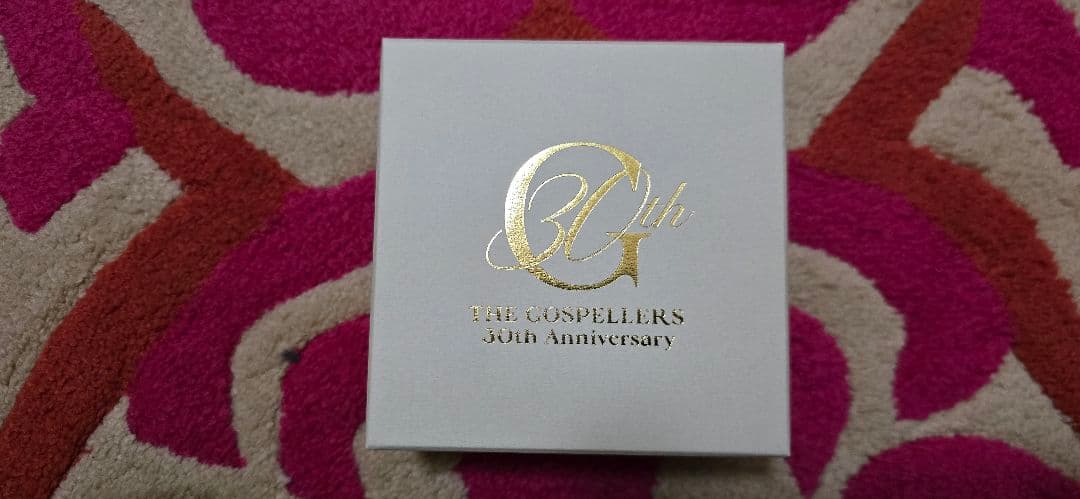 G 30th
THE GOSPELLERS
30th Anniversary